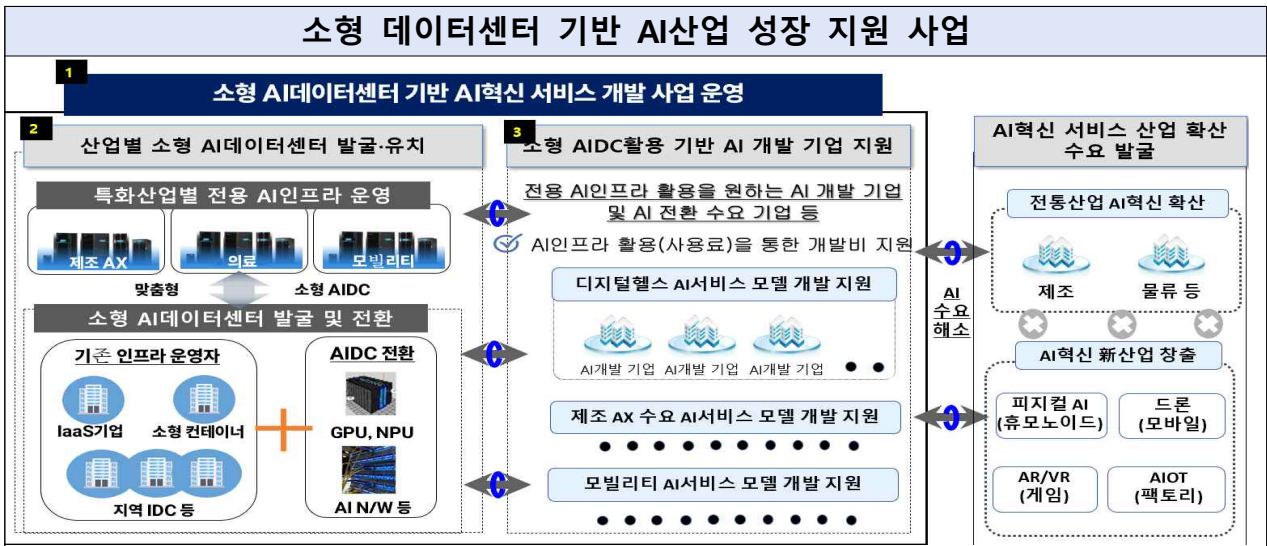 소형 데이터센터 기반 AI산업 성장 지원 사업
1
소형 AI데이터센터 기반 AI혁신 서비스 개발 사업 운영
2
산업별 소형 AI데이터센터 발굴·유치
특화산업별 전용 AI인프라 운영
제조 AX
의료
모빌리티
맞춤형
소형 AIDC
소형 AI데이터센터 발굴 및 전환
기존 인프라 운영자
IaaS기업
소형 컨테이너
지역 IDC 등
AIDC 전환
GPU, NPU
AI N/W 등
3
소형 AIDC활용 기반 AI 개발 기업 지원
전용 AI인프라 활용을 원하는 AI 개발 기업
및 AI 전환 수요 기업 등
AI인프라 활용(사용료)을 통한 개발비 지원
디지털헬스 AI서비스 모델 개발 지원
AI개발 기업
AI개발 기업
AI개발 기업
제조 AX 수요 AI서비스 모델 개발 지원
모빌리티 AI서비스 모델 개발 지원
AI
수요
해소
AI혁신 서비스 산업 확산
수요 발굴
전통산업 AI혁신 확산
제조
물류 등
AI혁신 新산업 창출
피지컬 AI
(휴모노이드)
드론
(모바일)
AR/VR
(게임)
AIOT
(팩토리)